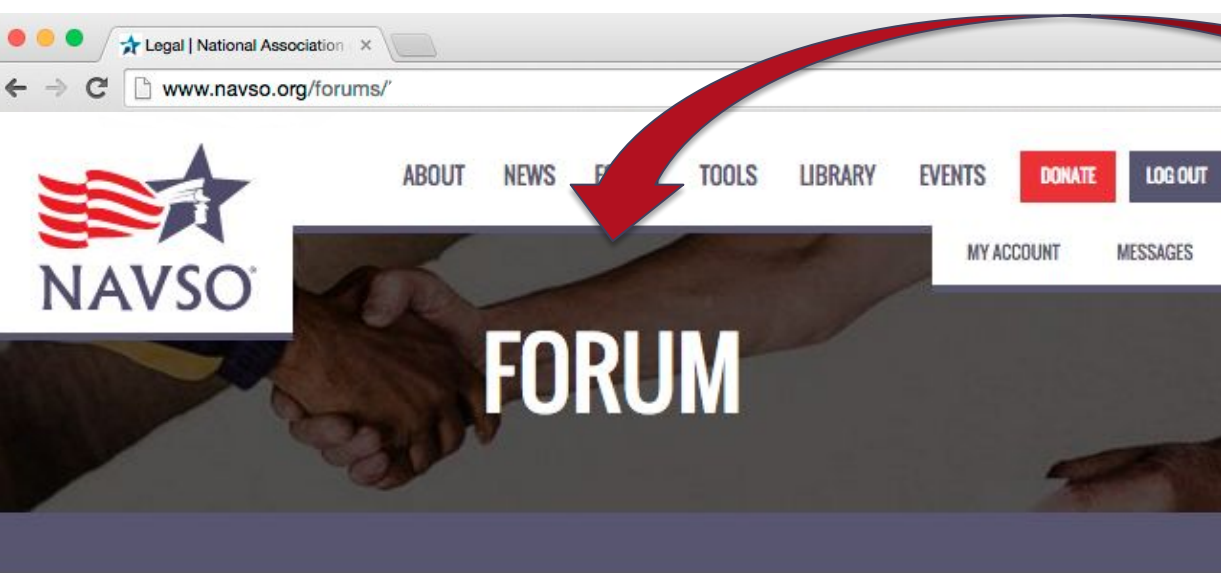 Legal | National Association
www.navso.org/forums/'
ABOUT NEWS TOOLS LIBRARY EVENTS DONATE LOG OUT
MY ACCOUNT MESSAGES
NAVSO®
FORUM